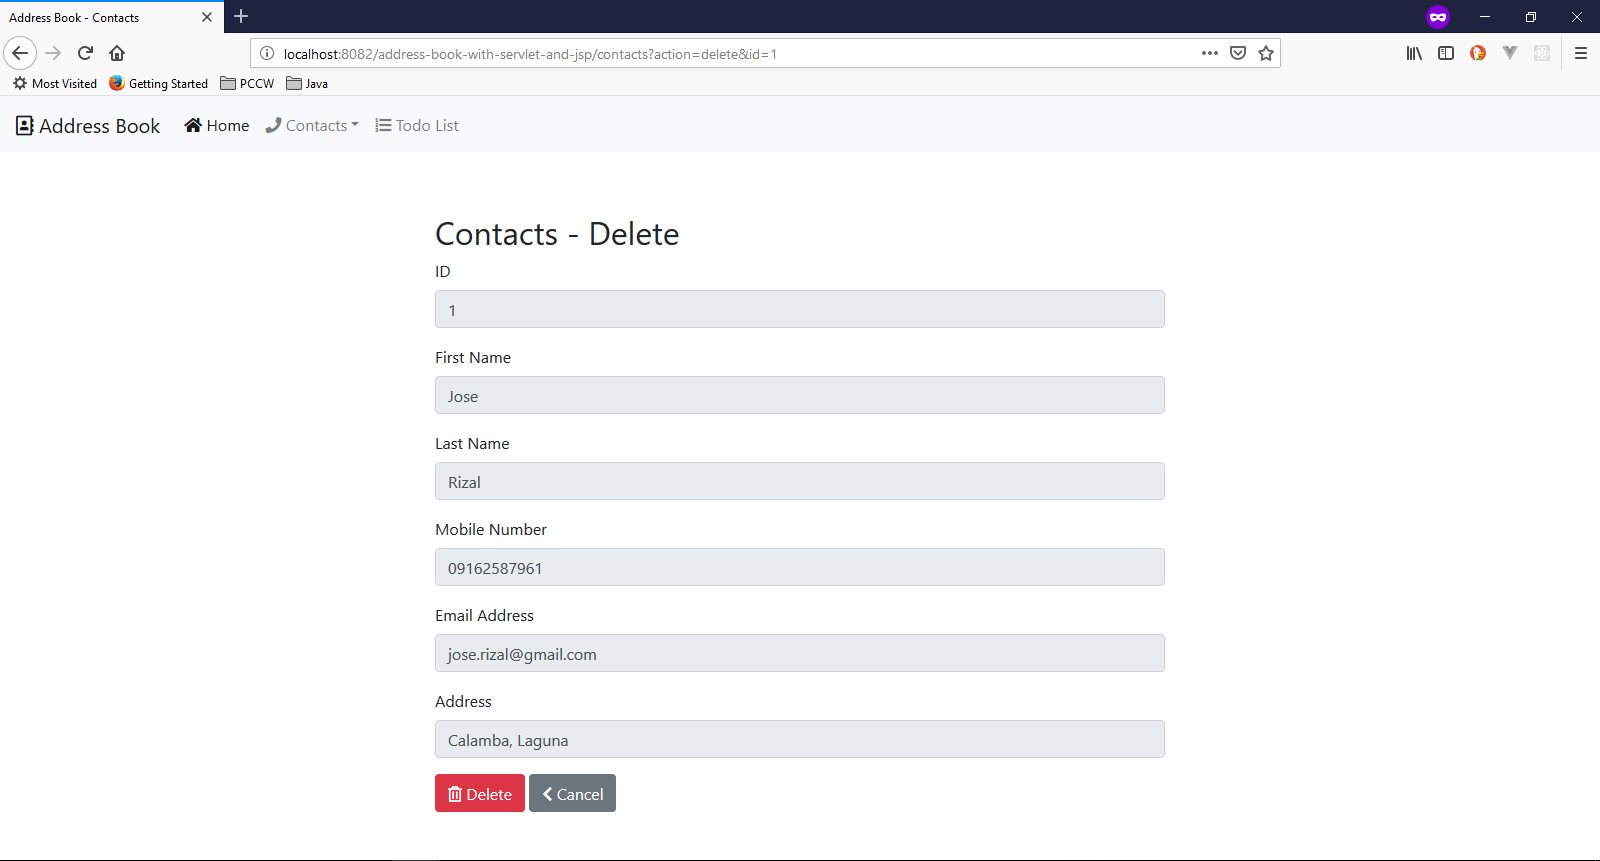 Address Book - Contacts
localhost:8082/address-book-with-servlet-and-jsp/contacts?action=delete&id=1
Most Visited Getting Started PCCW Java
Address Book Home Contacts Todo List
Contacts - Delete
ID
1
First Name
Jose
Last Name
Rizal
Mobile Number
09162587961
Email Address
jose.rizal@gmail.com
Address
Calamba, Laguna
Delete Cancel